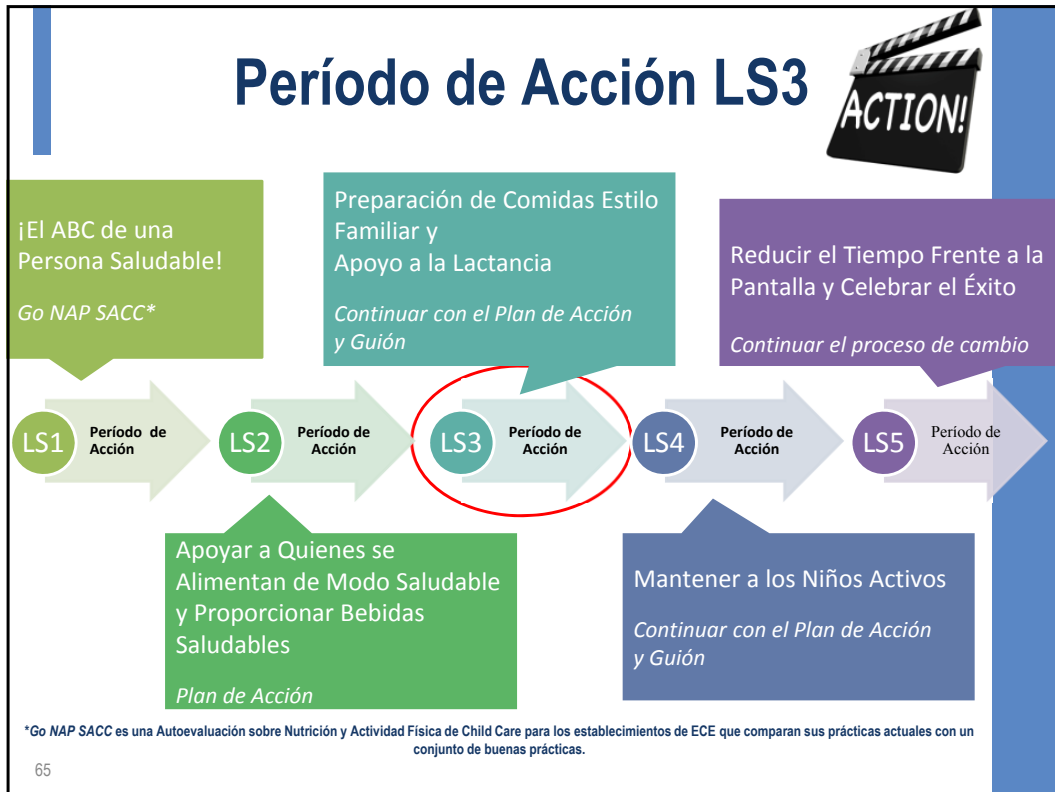 Período de Acción LS3
ACTION!
¡El ABC de una
Persona Saludable!
Go NAP SACC*
Preparación de Comidas Estilo
Familiar y
Apoyo a la Lactancia
Continuar con el Plan de Acción
y Guión
Reducir el Tiempo Frente a la
Pantalla y Celebrar el Éxito
Continuar el proceso de cambio
LS1
Período de
Acción
LS2
Período de
Acción
LS3
Período de
Acción
LS4
Período de
Acción
LS5
Período de
Acción
Apoyar a Quienes se
Alimentan de Modo Saludable
y Proporcionar Bebidas
Saludables
Plan de Acción
Mantener a los Niños Activos
Continuar con el Plan de Acción
y Guión
*Go NAP SACC es una Autoevaluación sobre Nutrición y Actividad Física de Child Care para los establecimientos de ECE que comparan sus prácticas actuales con un
conjunto de buenas prácticas.
65